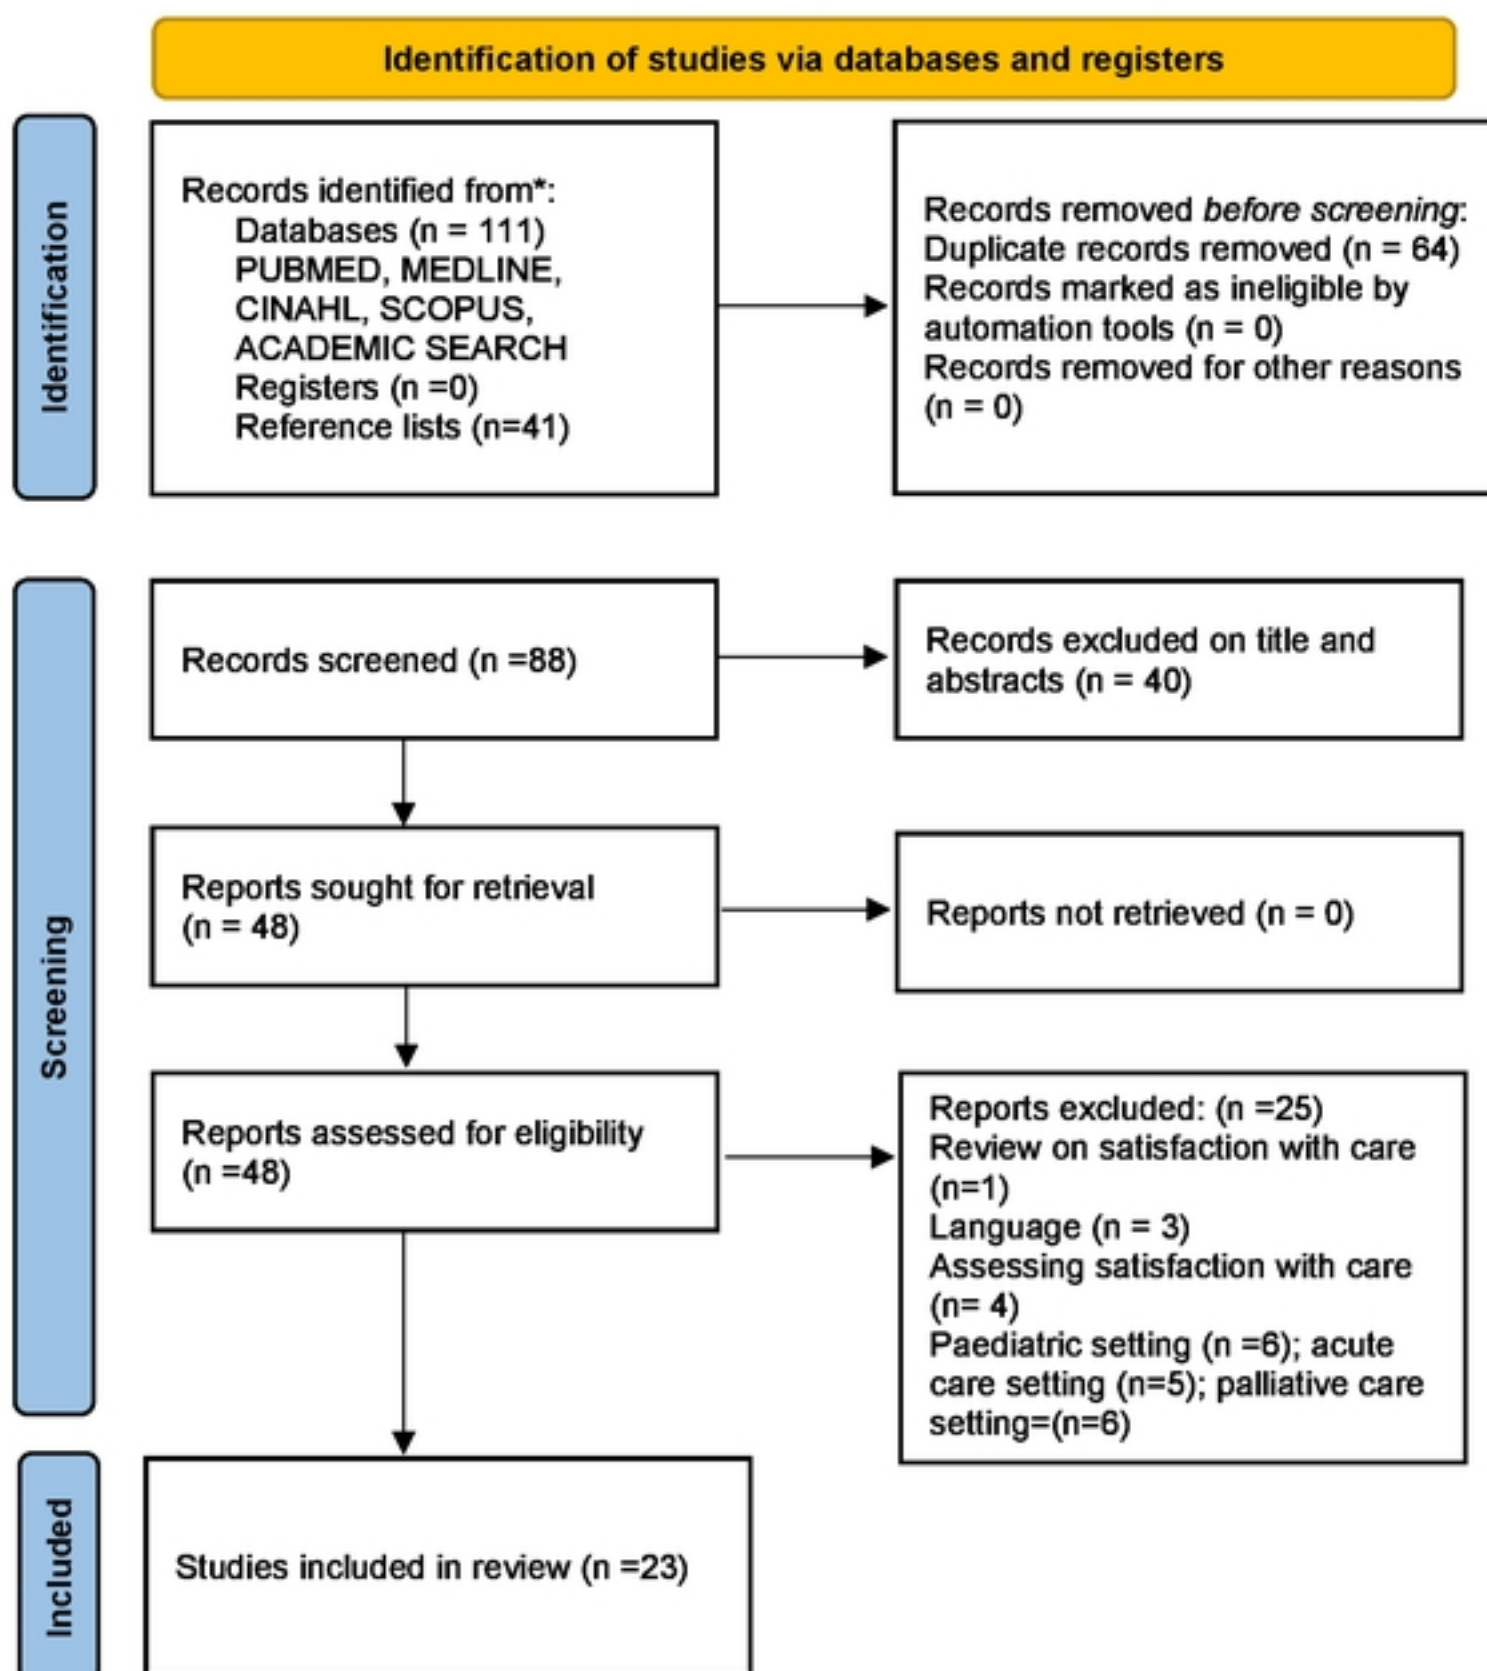 Identification of studies via databases and registers
Identification
Records identified from*:
Databases (n = 111)
PUBMED, MEDLINE,
CINAHL, SCOPUS,
ACADEMIC SEARCH
Registers (n =0)
Reference lists (n=41)
Records removed before screening:
Duplicate records removed (n = 64)
Records marked as ineligible by
automation tools (n = 0)
Records removed for other reasons
(n = 0)
Screening
Records screened (n =88)
Records excluded on title and
abstracts (n = 40)
Reports sought for retrieval
(n = 48)
Reports not retrieved (n = 0)
Reports assessed for eligibility
(n =48)
Reports excluded: (n =25)
Review on satisfaction with care
(n=1)
Language (n = 3)
Assessing satisfaction with care
(n= 4)
Paediatric setting (n =6); acute
care setting (n=5); palliative care
setting=(n=6)
Included
Studies included in review (n =23)